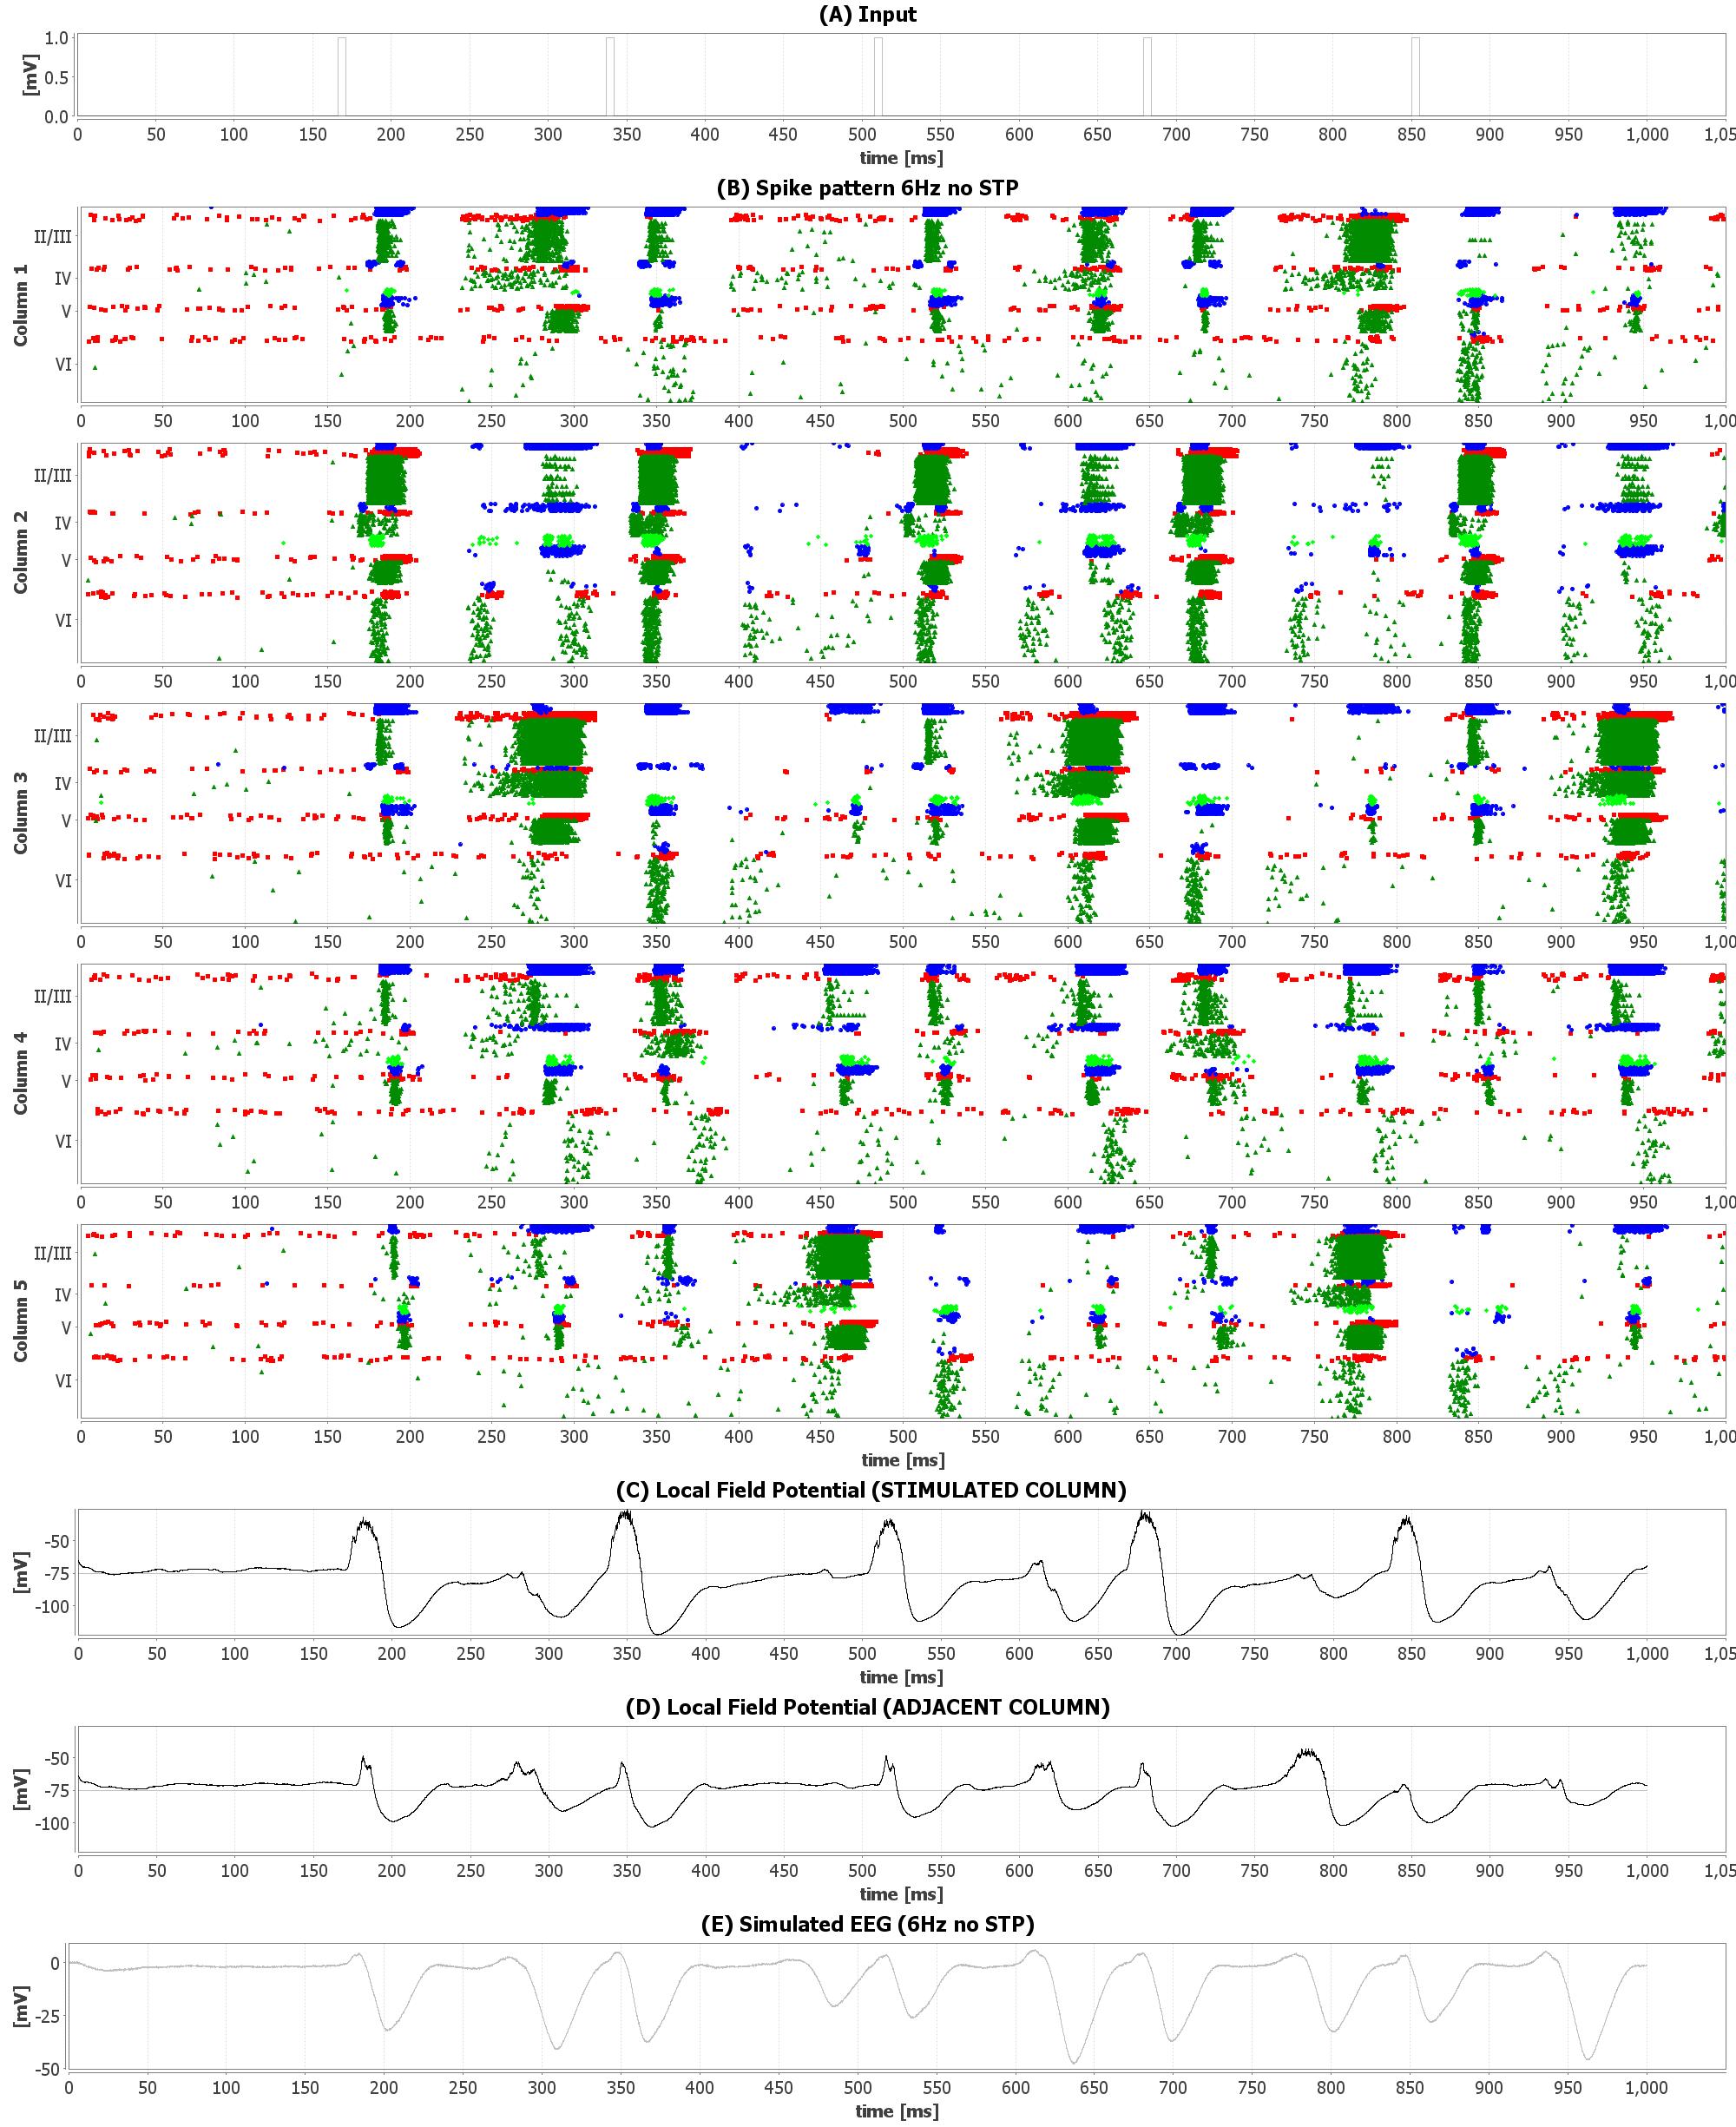 (A) Input
[mV]
1.0
0.5
0.0
0 50 100 150 200 250 300 350 400 450 500 550 600 650 700 750 800 850 900 950 1,000 1,05
time [ms]
(B) Spike pattern 6Hz no STP
Column 1
II/III
IV
V
VI
0 50 100 150 200 250 300 350 400 450 500 550 600 650 700 750 800 850 900 950 1,00
Column 2
II/III
IV
V
VI
0 50 100 150 200 250 300 350 400 450 500 550 600 650 700 750 800 850 900 950 1,00
Column 3
II/III
IV
V
VI
0 50 100 150 200 250 300 350 400 450 500 550 600 650 700 750 800 850 900 950 1,00
Column 4
II/III
IV
V
VI
0 50 100 150 200 250 300 350 400 450 500 550 600 650 700 750 800 850 900 950 1,00
Column 5
II/III
IV
V
VI
0 50 100 150 200 250 300 350 400 450 500 550 600 650 700 750 800 850 900 950 1,00
time [ms]
(C) Local Field Potential (STIMULATED COLUMN)
[mV]
-50
-75
-100
0 50 100 150 200 250 300 350 400 450 500 550 600 650 700 750 800 850 900 950 1,000 1,05
time [ms]
(D) Local Field Potential (ADJACENT COLUMN)
[mV]
-50
-75
-100
0 50 100 150 200 250 300 350 400 450 500 550 600 650 700 750 800 850 900 950 1,000 1,05
time [ms]
(E) Simulated EEG (6Hz no STP)
[mV]
0
-25
-50
0 50 100 150 200 250 300 350 400 450 500 550 600 650 700 750 800 850 900 950 1,000
time [ms]